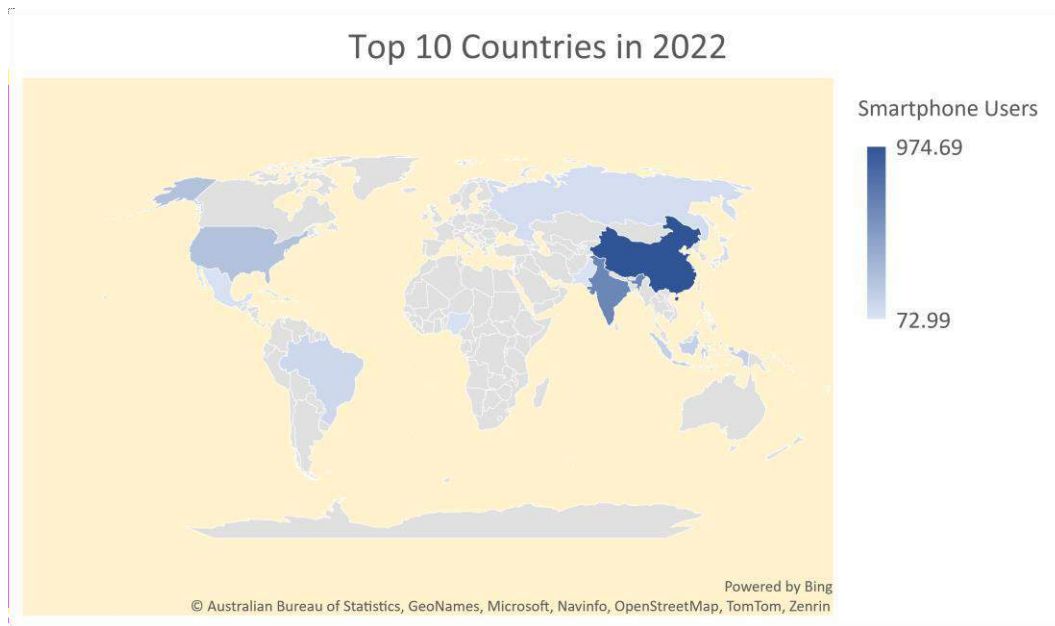 Top 10 Countries in 2022
Smartphone Users
974.69
72.99
Powered by Bing
© Australian Bureau of Statistics, GeoNames, Microsoft, Navinfo, OpenStreetMap, TomTom, Zenrin